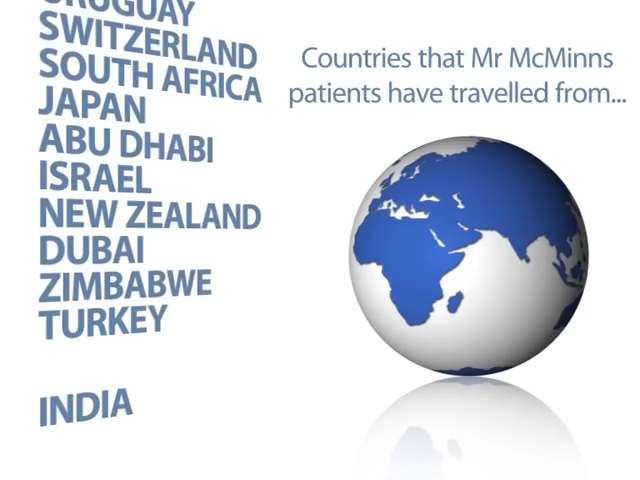 URUGUAY
SWITZERLAND
SOUTH AFRICA
JAPAN
ABU DHABI
ISRAEL
NEW ZEALAND
DUBAI
ZIMBABWE
TURKEY
INDIA
Countries that Mr McMinns
patients have travelled from...